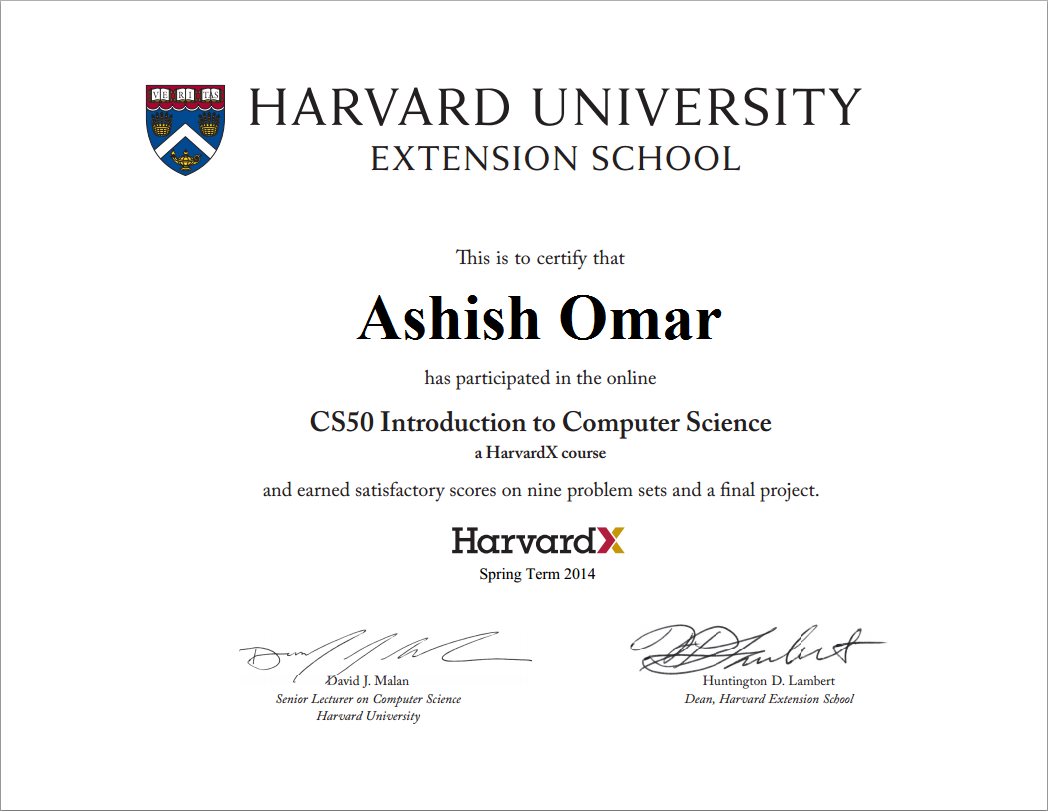 VE RI TAS
HARVARD UNIVERSITY
EXTENSION SCHOOL
This is to certify that
Ashish Omar
has participated in the online
CS50 Introduction to Computer Science
a HarvardX course
and earned satisfactory scores on nine problem sets and a final project.
HarvardX
Spring Term 2014
David J. Malan
Senior Lecturer on Computer Science
Harvard University
Huntington D. Lambert
Dean, Harvard Extension School